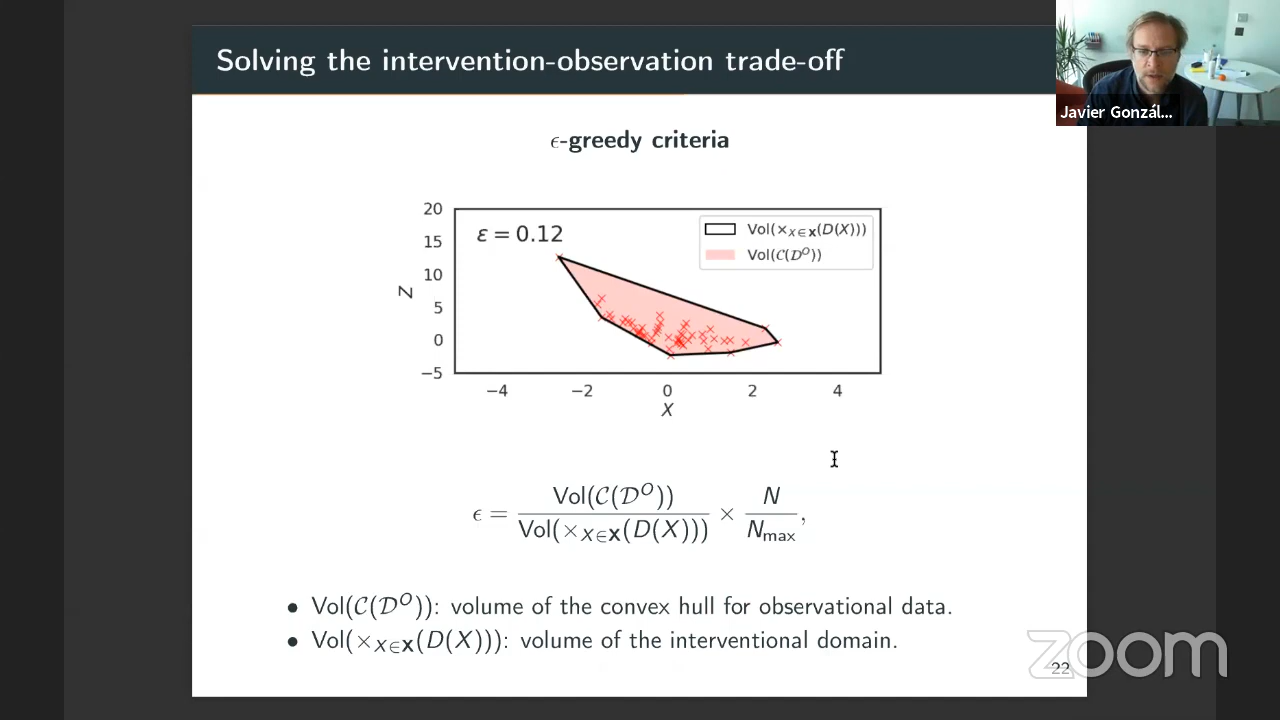 Solving the intervention-observation trade-off
Javier Gonzál...
ϵ-greedy criteria
20
15
10
5
0
−5
Z
ε = 0.12
Vol(×_{X∈𝐗}(D(X)))
Vol(𝒞(𝒟^O))
−4
−2
0
2
4
X
ϵ = Vol(𝒞(𝒟^O)) / Vol(×_{X∈𝐗}(D(X))) × N / N_max,
• Vol(𝒞(𝒟^O)): volume of the convex hull for observational data.
• Vol(×_{X∈𝐗}(D(X))): volume of the interventional domain.
zoom
22